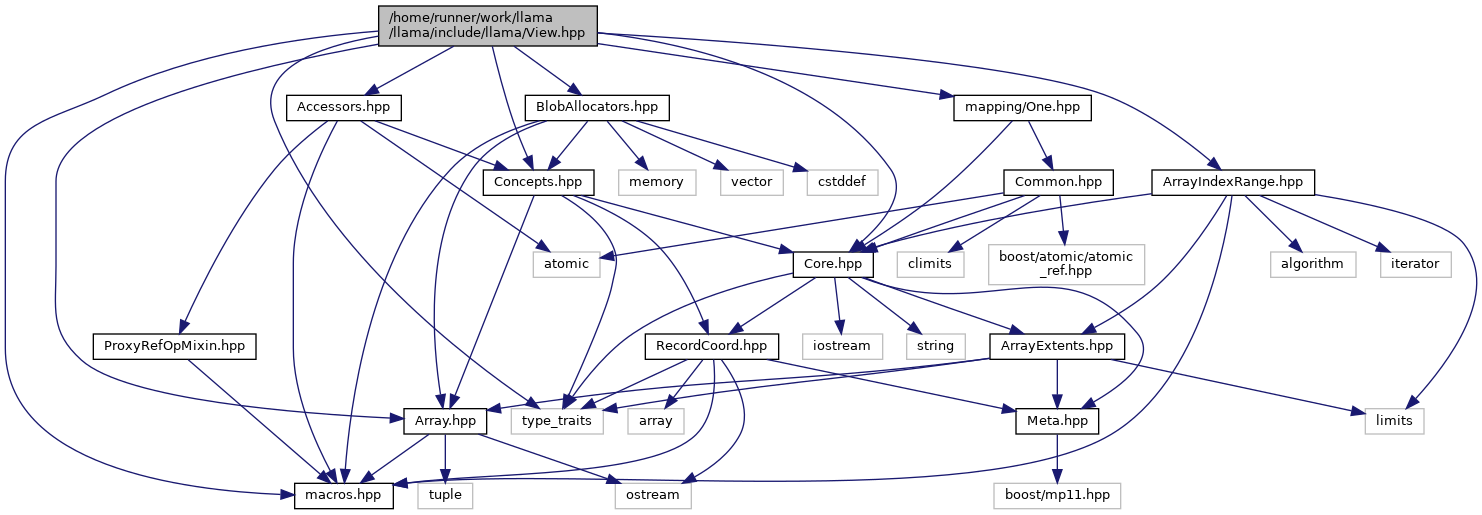 /home/runner/work/llama
/llama/include/llama/View.hpp
Accessors.hpp
BlobAllocators.hpp
mapping/One.hpp
Concepts.hpp
memory
vector
cstddef
Common.hpp
ArrayIndexRange.hpp
atomic
Core.hpp
climits
boost/atomic/atomic
_ref.hpp
algorithm
iterator
ProxyRefOpMixin.hpp
RecordCoord.hpp
iostream
string
ArrayExtents.hpp
Array.hpp
type_traits
array
Meta.hpp
limits
macros.hpp
tuple
ostream
boost/mp11.hpp